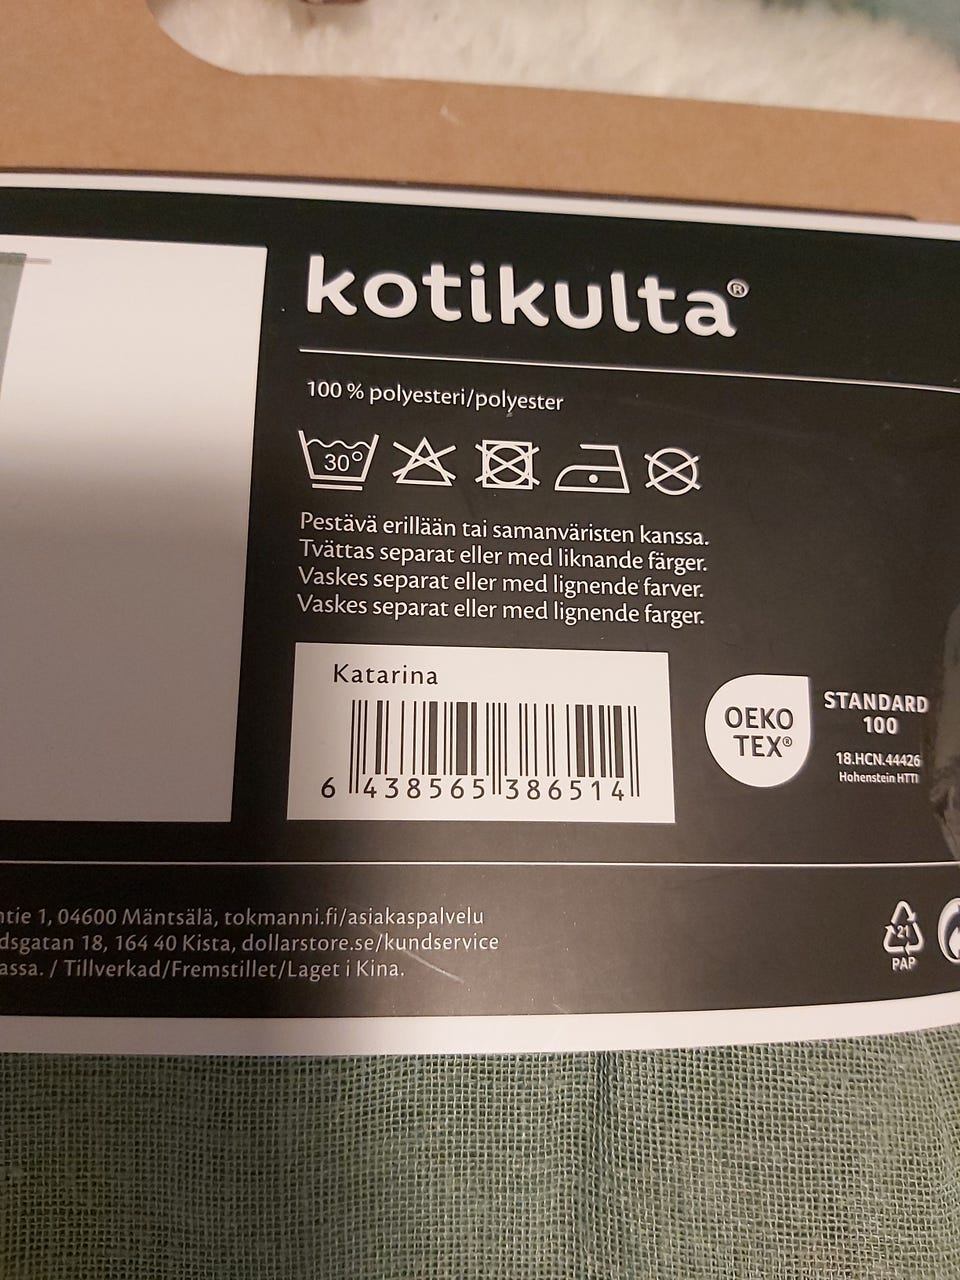 kotikulta®
100 % polyesteri/polyester
30°
Pestävä erillään tai samanväristen kanssa.
Tvättas separat eller med liknande färger.
Vaskes separat eller med lignende farver.
Vaskes separat eller med lignende farger.
Katarina
6 438565 386514
OEKO
TEX®
STANDARD
100
18.HCN.44426
Hohenstein HTTI
1, 04600 Mäntsälä, tokmanni.fi/asiakaspalvelu
18, 164 40 Kista, dollarstore.se/kundservice
/ Tillverkad/Fremstillet/Laget i Kina.
21
PAP